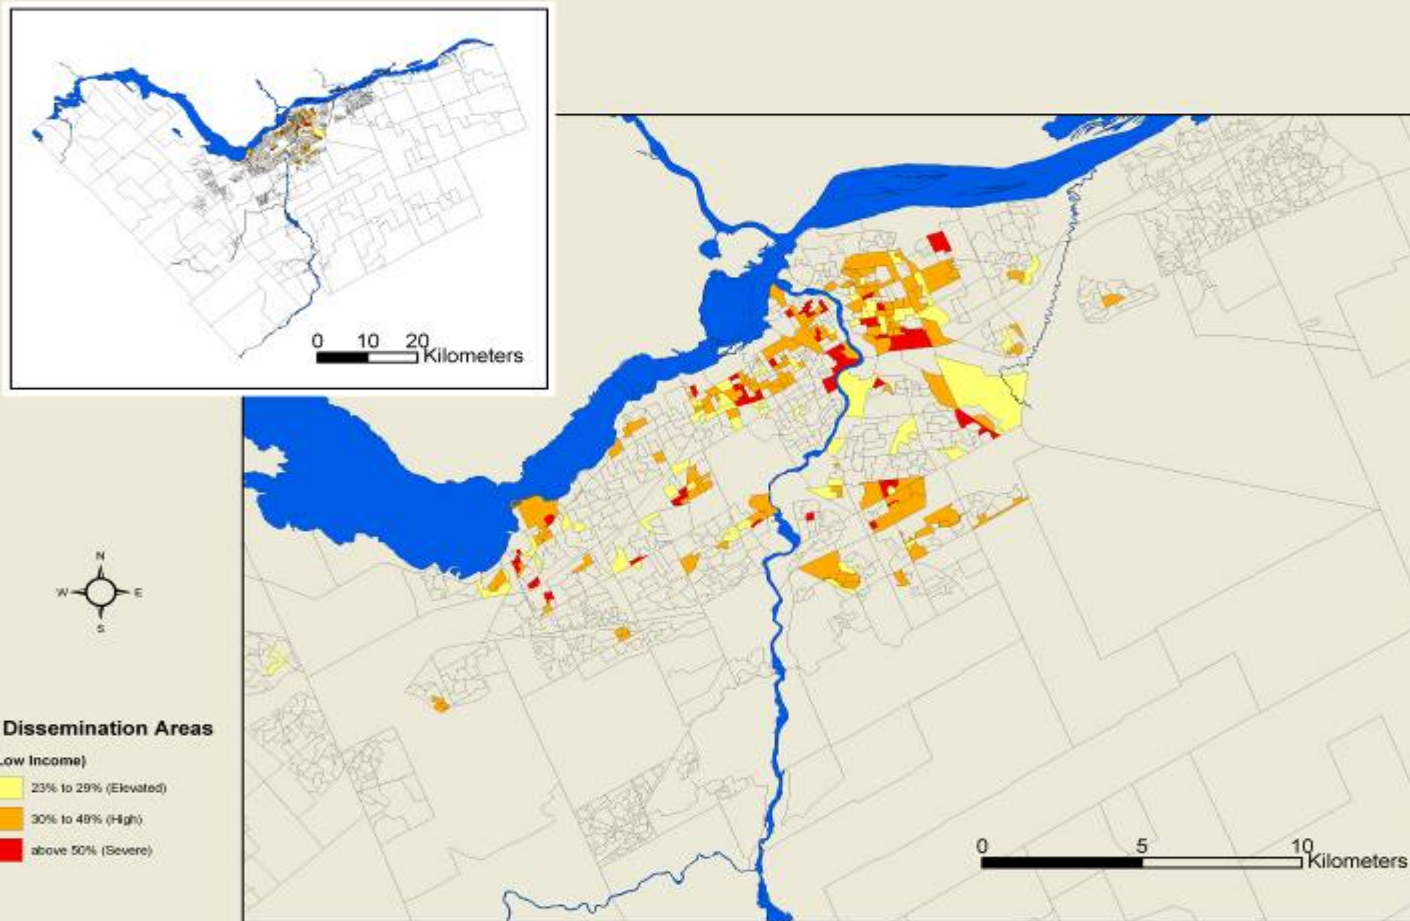 0 10 20
Kilometers
N
W E
S
Dissemination Areas
Low Income)
23% to 29% (Elevated)
30% to 49% (High)
above 50% (Severe)
0 5 10
Kilometers